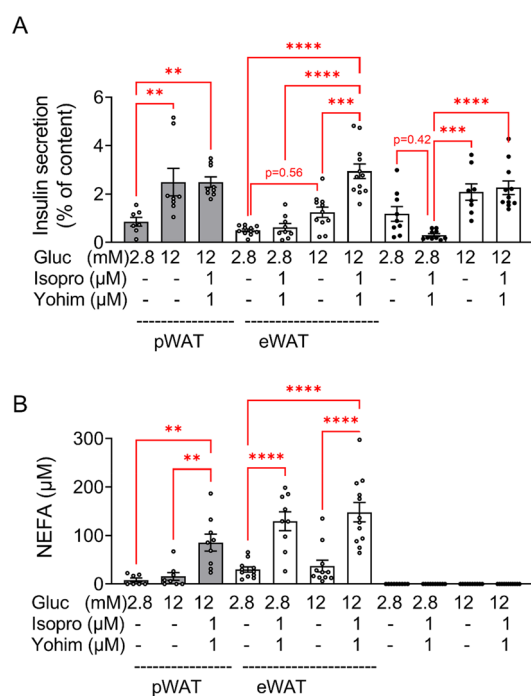 A
****
** **** ****
** *** p=0.42 ***
p=0.56
Insulin secretion
(% of content)
6
4
2
0
Gluc (mM) 2.8 12 12 2.8 2.8 12 12 2.8 2.8 12 12
Isopro (µM) - - 1 - 1 - 1 - 1 - 1
Yohim (µM) - - 1 - 1 - 1 - 1 - 1
pWAT eWAT
B
****
** **** ****
**
NEFA (µM)
300
200
100
0
Gluc (mM) 2.8 12 12 2.8 2.8 12 12 2.8 2.8 12 12
Isopro (µM) - - 1 - 1 - 1 - 1 - 1
Yohim (µM) - - 1 - 1 - 1 - 1 - 1
pWAT eWAT